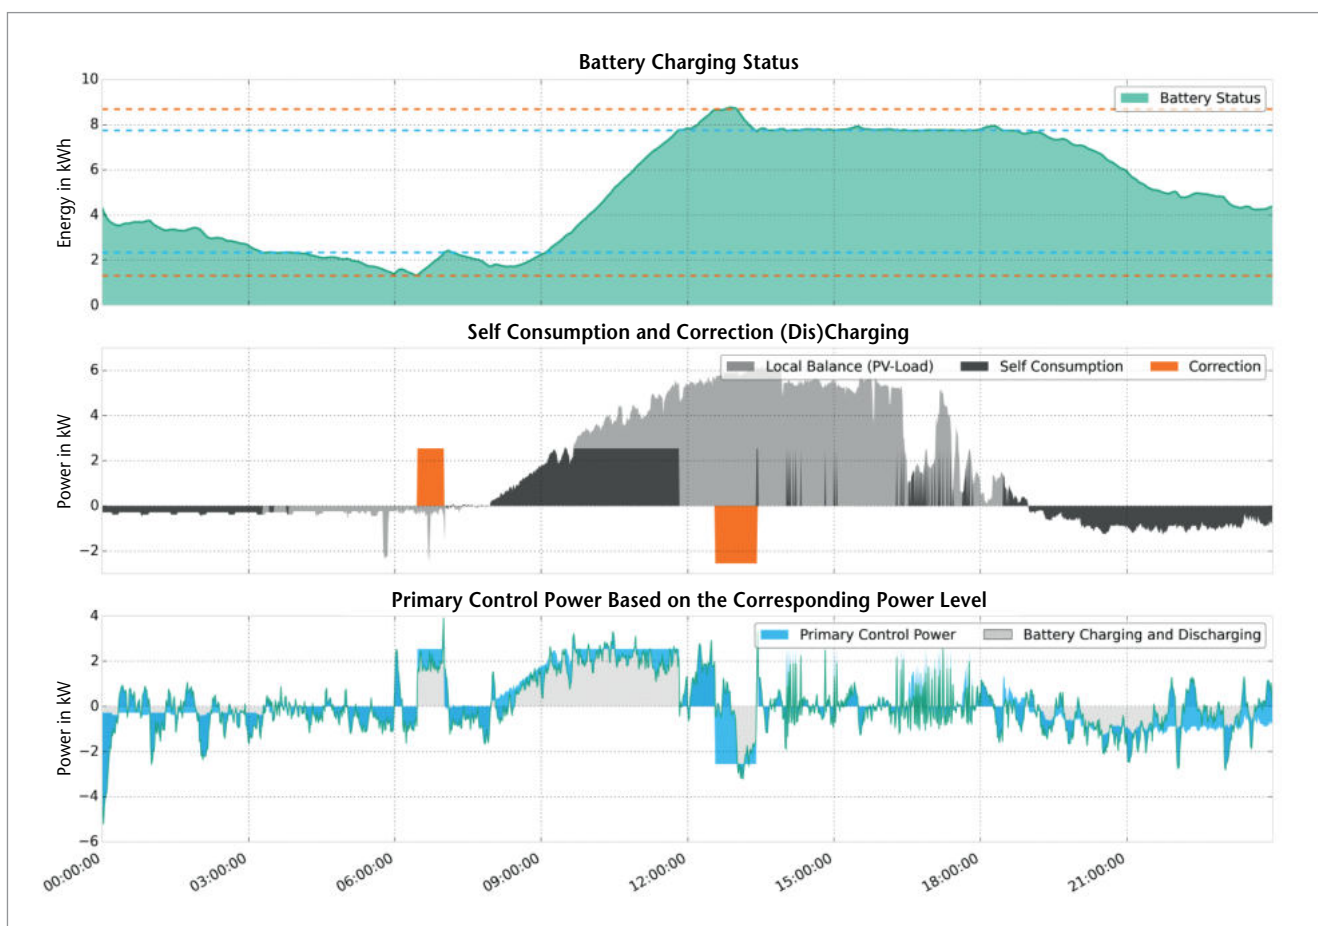 Battery Charging Status
10
8
6
4
2
0
Energy in kWh
Battery Status
Self Consumption and Correction (Dis)Charging
6
4
2
0
−2
Power in kW
Local Balance (PV-Load) Self Consumption Correction
Primary Control Power Based on the Corresponding Power Level
4
2
0
−2
−4
−6
Power in kW
Primary Control Power Battery Charging and Discharging
00:00:00 03:00:00 06:00:00 09:00:00 12:00:00 15:00:00 18:00:00 21:00:00